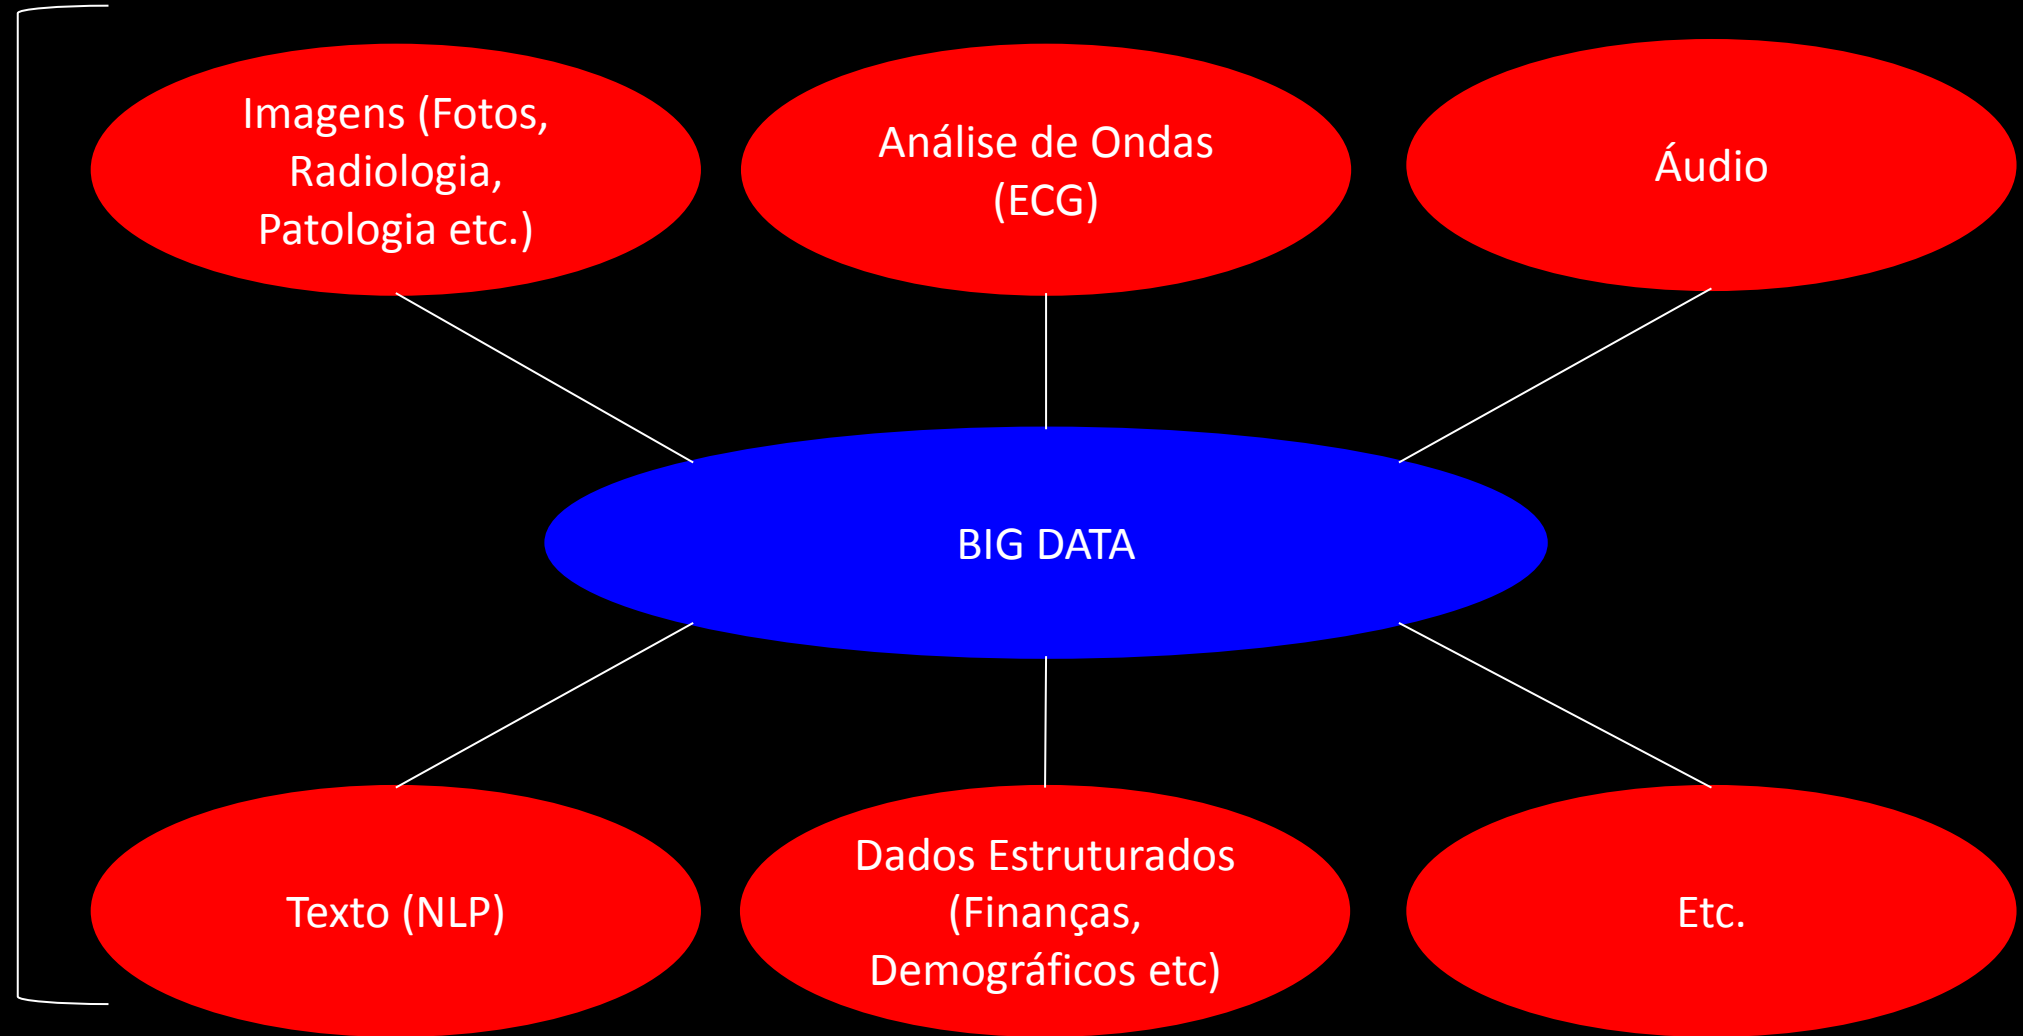 Imagens (Fotos,
Radiologia,
Patologia etc.)
Análise de Ondas
(ECG)
Áudio
BIG DATA
Texto (NLP)
Dados Estruturados
(Finanças,
Demográficos etc)
Etc.